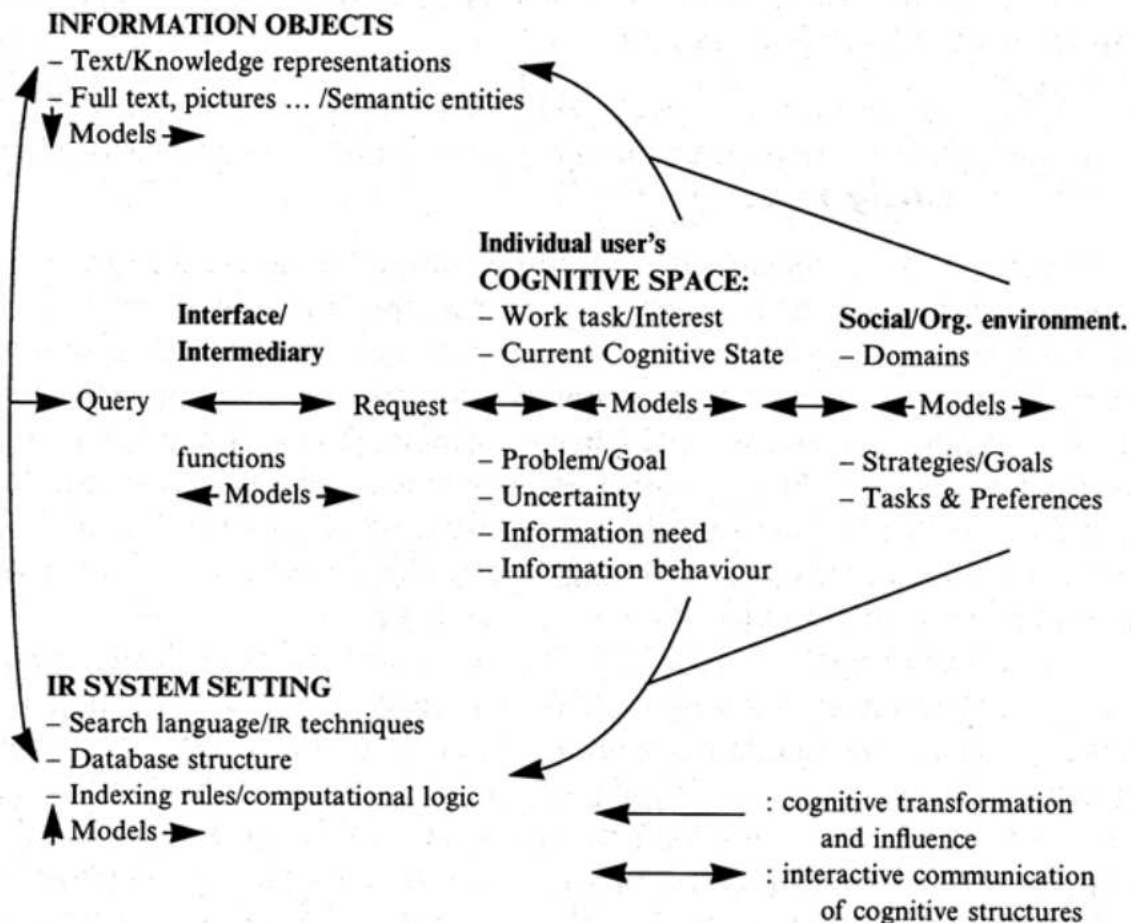 INFORMATION OBJECTS
– Text/Knowledge representations
– Full text, pictures ... /Semantic entities
Models
Individual user's
COGNITIVE SPACE:
– Work task/Interest
– Current Cognitive State
Interface/
Intermediary
Social/Org. environment.
– Domains
Query
Request
Models
Models
functions
Models
– Problem/Goal
– Uncertainty
– Information need
– Information behaviour
– Strategies/Goals
– Tasks & Preferences
IR SYSTEM SETTING
– Search language/IR techniques
– Database structure
– Indexing rules/computational logic
Models
: cognitive transformation
and influence
: interactive communication
of cognitive structures